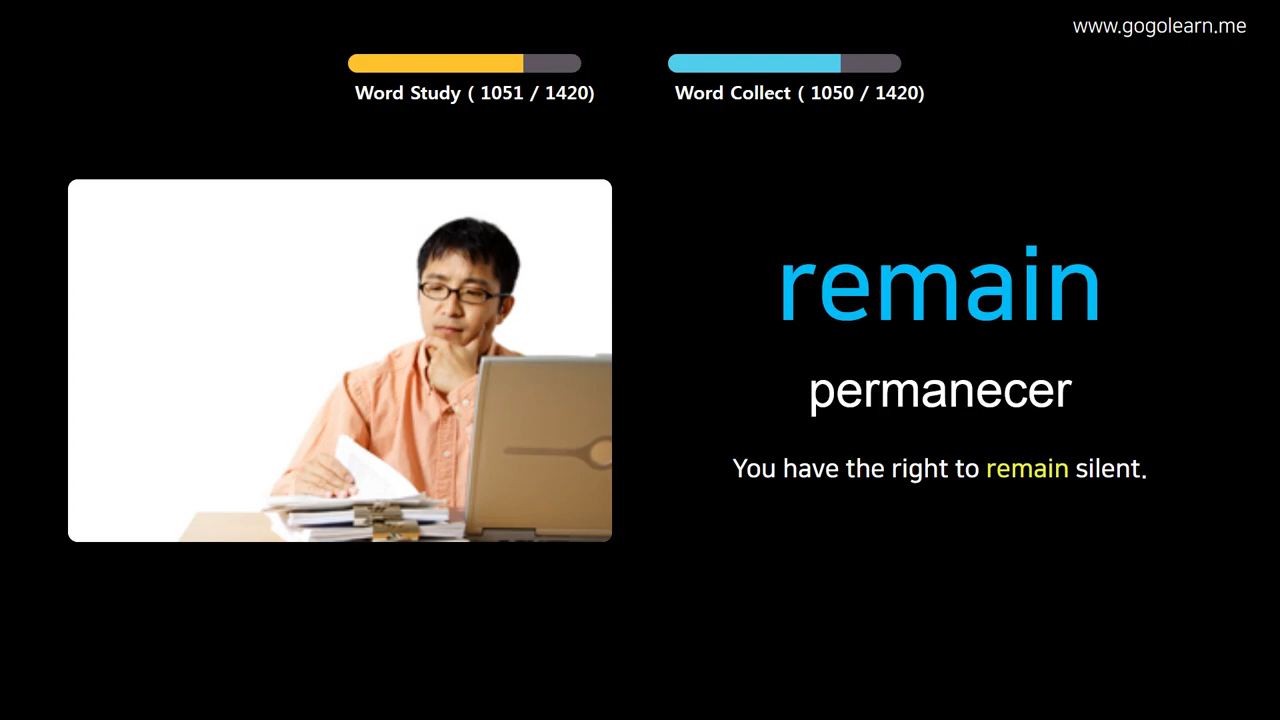 www.gogolearn.me
Word Study ( 1051 / 1420)
Word Collect ( 1050 / 1420)
remain
permanecer
You have the right to remain silent.